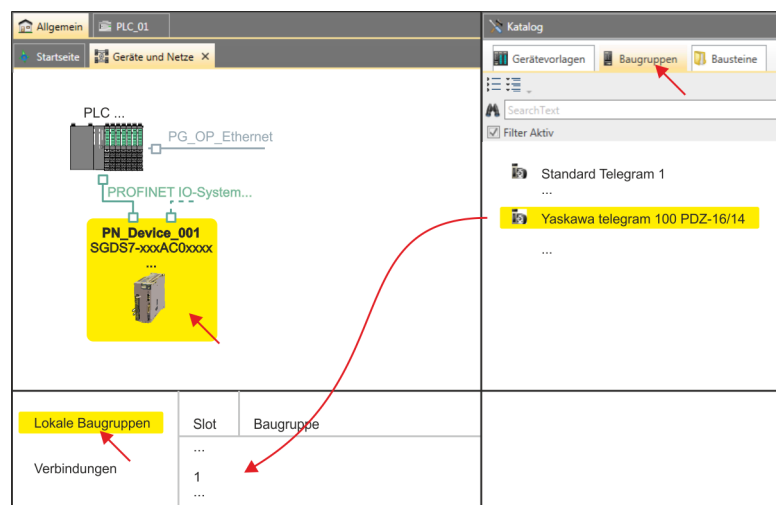 Allgemein PLC_01
Startseite Geräte und Netze X
PLC ...
PG_OP_Ethernet
PROFINET IO-System...
PN_Device_001
SGDS7-xxxAC0xxxx
...
Katalog
Gerätevorlagen Baugruppen Bausteine
SearchText
Filter Aktiv
Standard Telegram 1
...
Yaskawa telegram 100 PDZ-16/14
...
Lokale Baugruppen Slot Baugruppe
...
Verbindungen
1
...